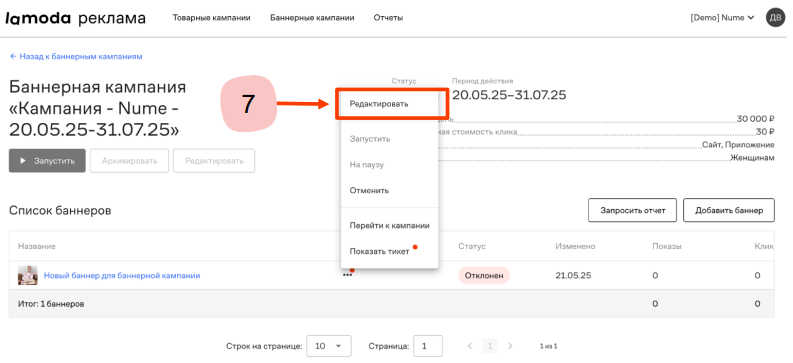 lamoda реклама Товарные кампании Баннерные кампании Отчеты [Demo] Nume ДВ
← Назад к баннерным кампаниям
Баннерная кампания
«Кампания - Nume -
20.05.25-31.07.25»
Запустить Архивировать Редактировать
7
Статус Период действия
20.05.25–31.07.25
30 000 ₽
ная стоимость клика 30 ₽
Сайт, Приложение
Женщинам
Редактировать
Запустить
На паузу
Отменить
Перейти к кампании
Показать тикет
Список баннеров Запросить отчет Добавить баннер
Название Статус Изменено Показы Клик
Новый баннер для баннерной кампании ... Отклонен 21.05.25 0 0
Итог: 1 баннеров 0 0
Строк на странице: 10 Страница: 1 < 1 > 1 из 1